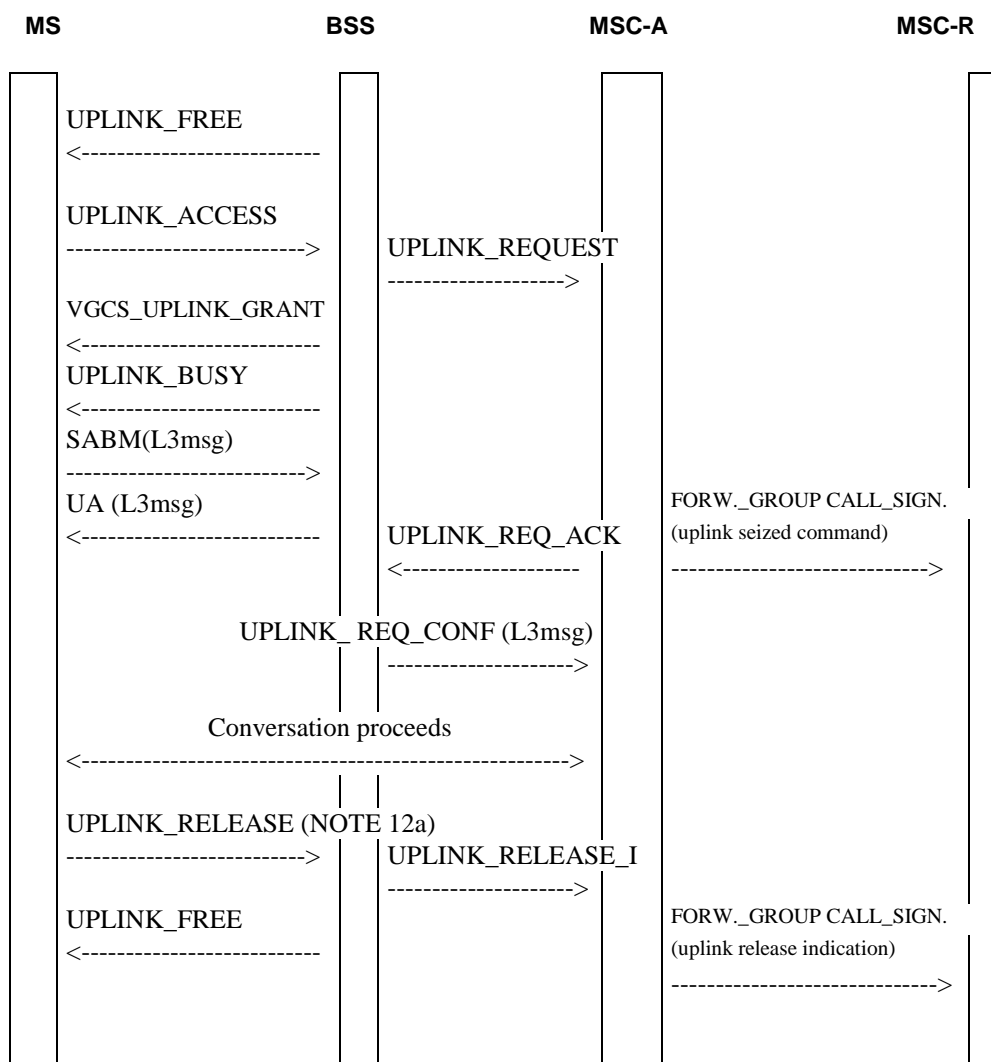 MS BSS MSC-A MSC-R
UPLINK_FREE
<---------------------------
UPLINK_ACCESS
---------------------------> UPLINK_REQUEST
-------------------->
VGCS_UPLINK_GRANT
<---------------------------
UPLINK_BUSY
<---------------------------
SABM(L3msg)
--------------------------->
UA (L3msg) FORW._GROUP CALL_SIGN.
<--------------------------- UPLINK_REQ_ACK (uplink seized command)
<-------------------- ----------------------------->
UPLINK_ REQ_CONF (L3msg)
--------------------->
Conversation proceeds
<------------------------------------------------------->
UPLINK_RELEASE (NOTE 12a)
---------------------------> UPLINK_RELEASE_I
--------------------->
UPLINK_FREE FORW._GROUP CALL_SIGN.
<--------------------------- (uplink release indication)
------------------------------>